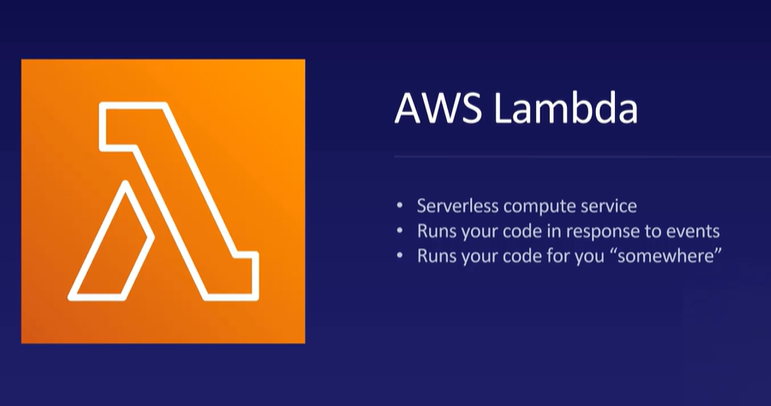 AWS Lambda
• Serverless compute service
• Runs your code in response to events
• Runs your code for you “somewhere”